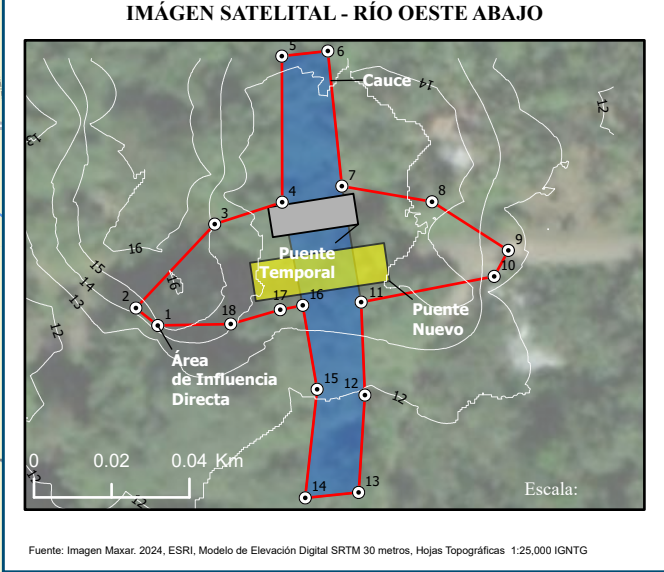 IMÁGEN SATELITAL - RÍO OESTE ABAJO
5
6
Cauce
14
12
13
7
4
8
3
16
9
15
Puente
Temporal
16
10
14
13
2
17
16
11
1
18
Puente
Nuevo
12
Área
de Influencia
Directa
15
12
12
0
0.02
0.04 Km
13
14
13
12
Escala:
Fuente: Imagen Maxar. 2024, ESRI, Modelo de Elevación Digital SRTM 30 metros, Hojas Topográficas 1:25,000 IGNTG